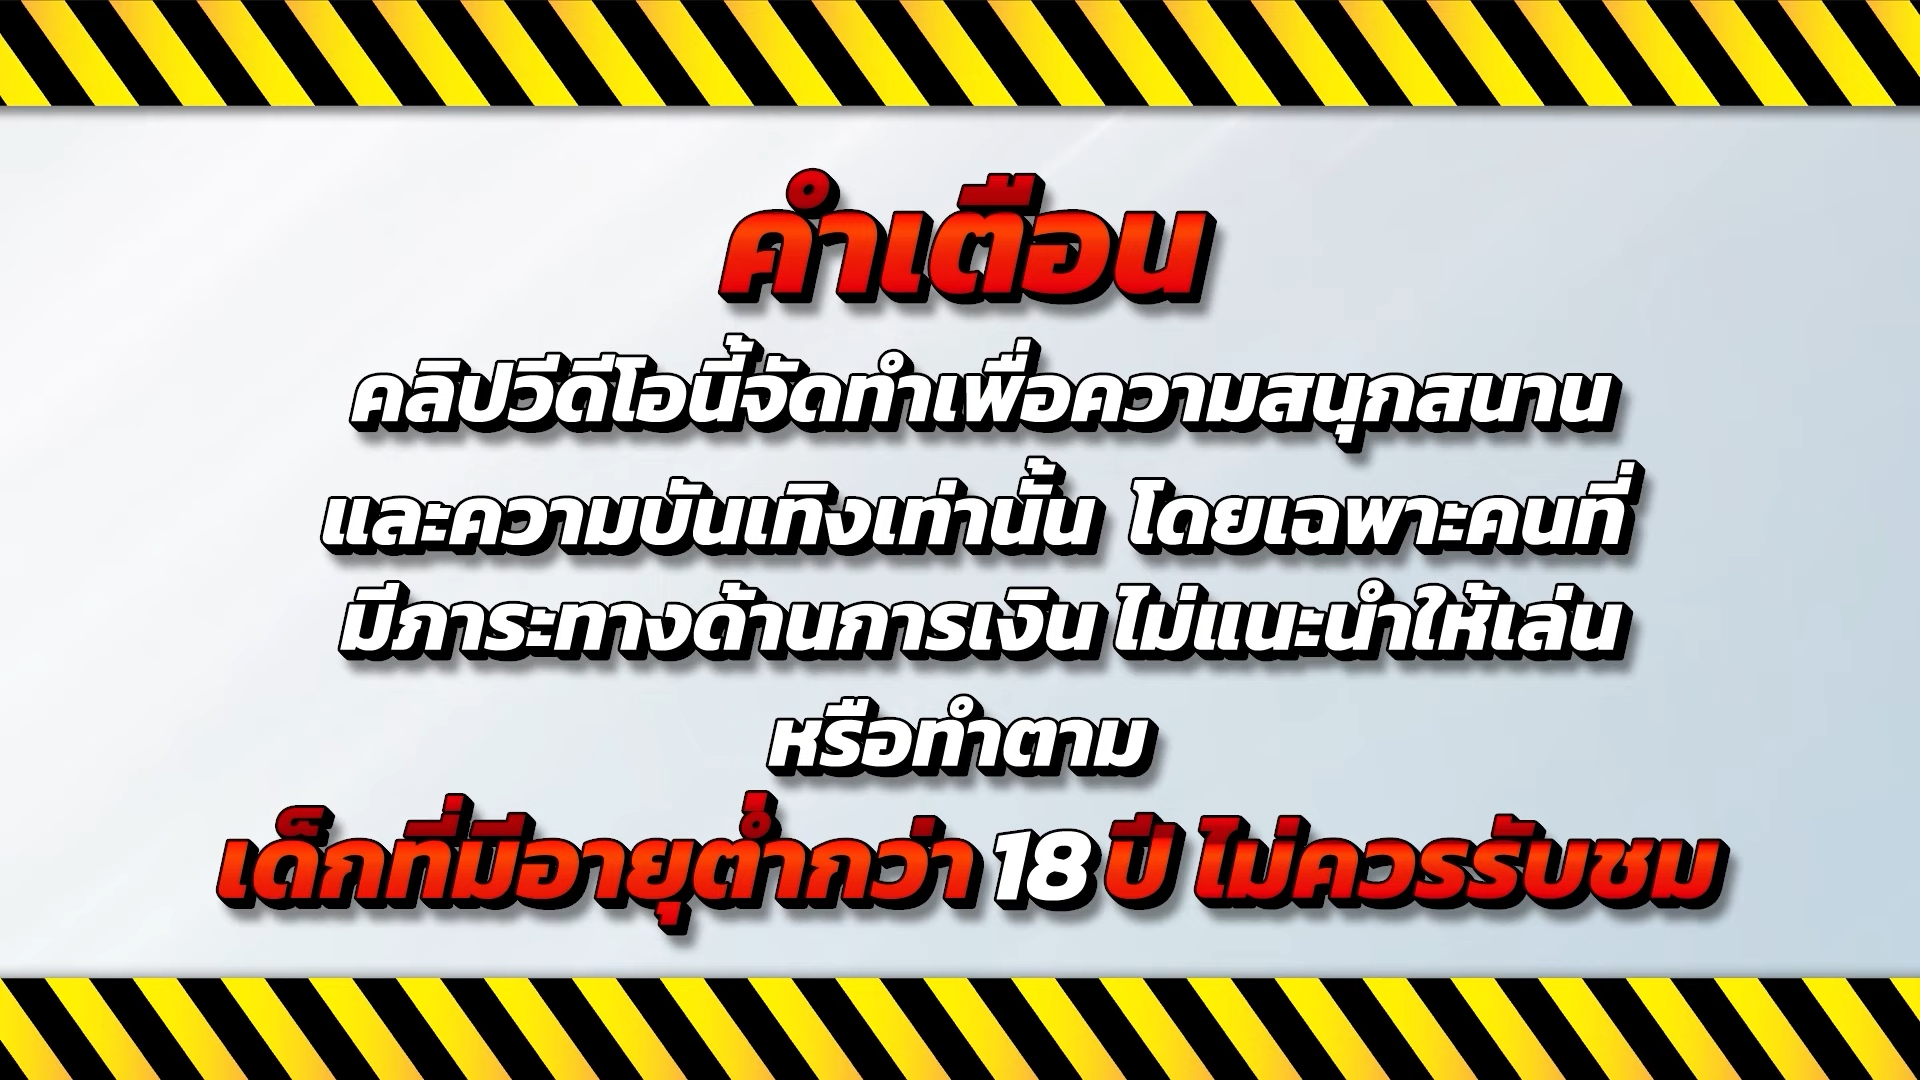 คำเตือน
คลิปวีดีโอนี้จัดทำเพื่อความสนุกสนาน
และความบันเทิงเท่านั้น โดยเฉพาะคนที่
มีภาระทางด้านการเงิน ไม่แนะนำให้เล่น
หรือทำตาม
เด็กที่มีอายุต่ำกว่า 18 ปี ไม่ควรรับชม